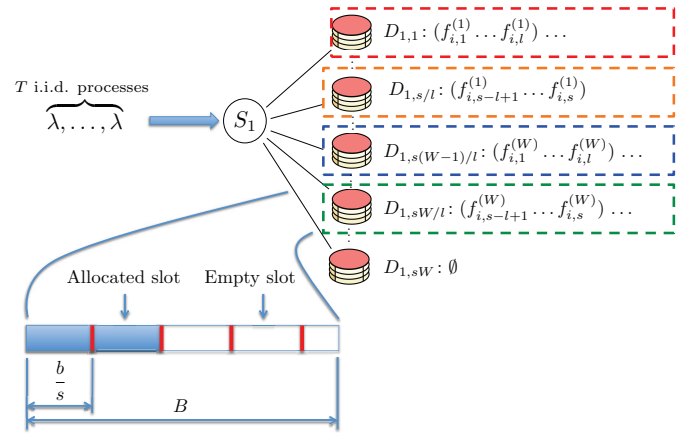 D_{1,1}: (f_{i,1}^{(1)} ... f_{i,l}^{(1)}) ...
T i.i.d. processes
λ, ..., λ
S_1
D_{1,s/l}: (f_{i,s-l+1}^{(1)} ... f_{i,s}^{(1)})
D_{1,s(W-1)/l}: (f_{i,1}^{(W)} ... f_{i,l}^{(W)}) ...
D_{1,sW/l}: (f_{i,s-l+1}^{(W)} ... f_{i,s}^{(W)}) ...
D_{1,sW}: ∅
Allocated slot
Empty slot
b
s
B